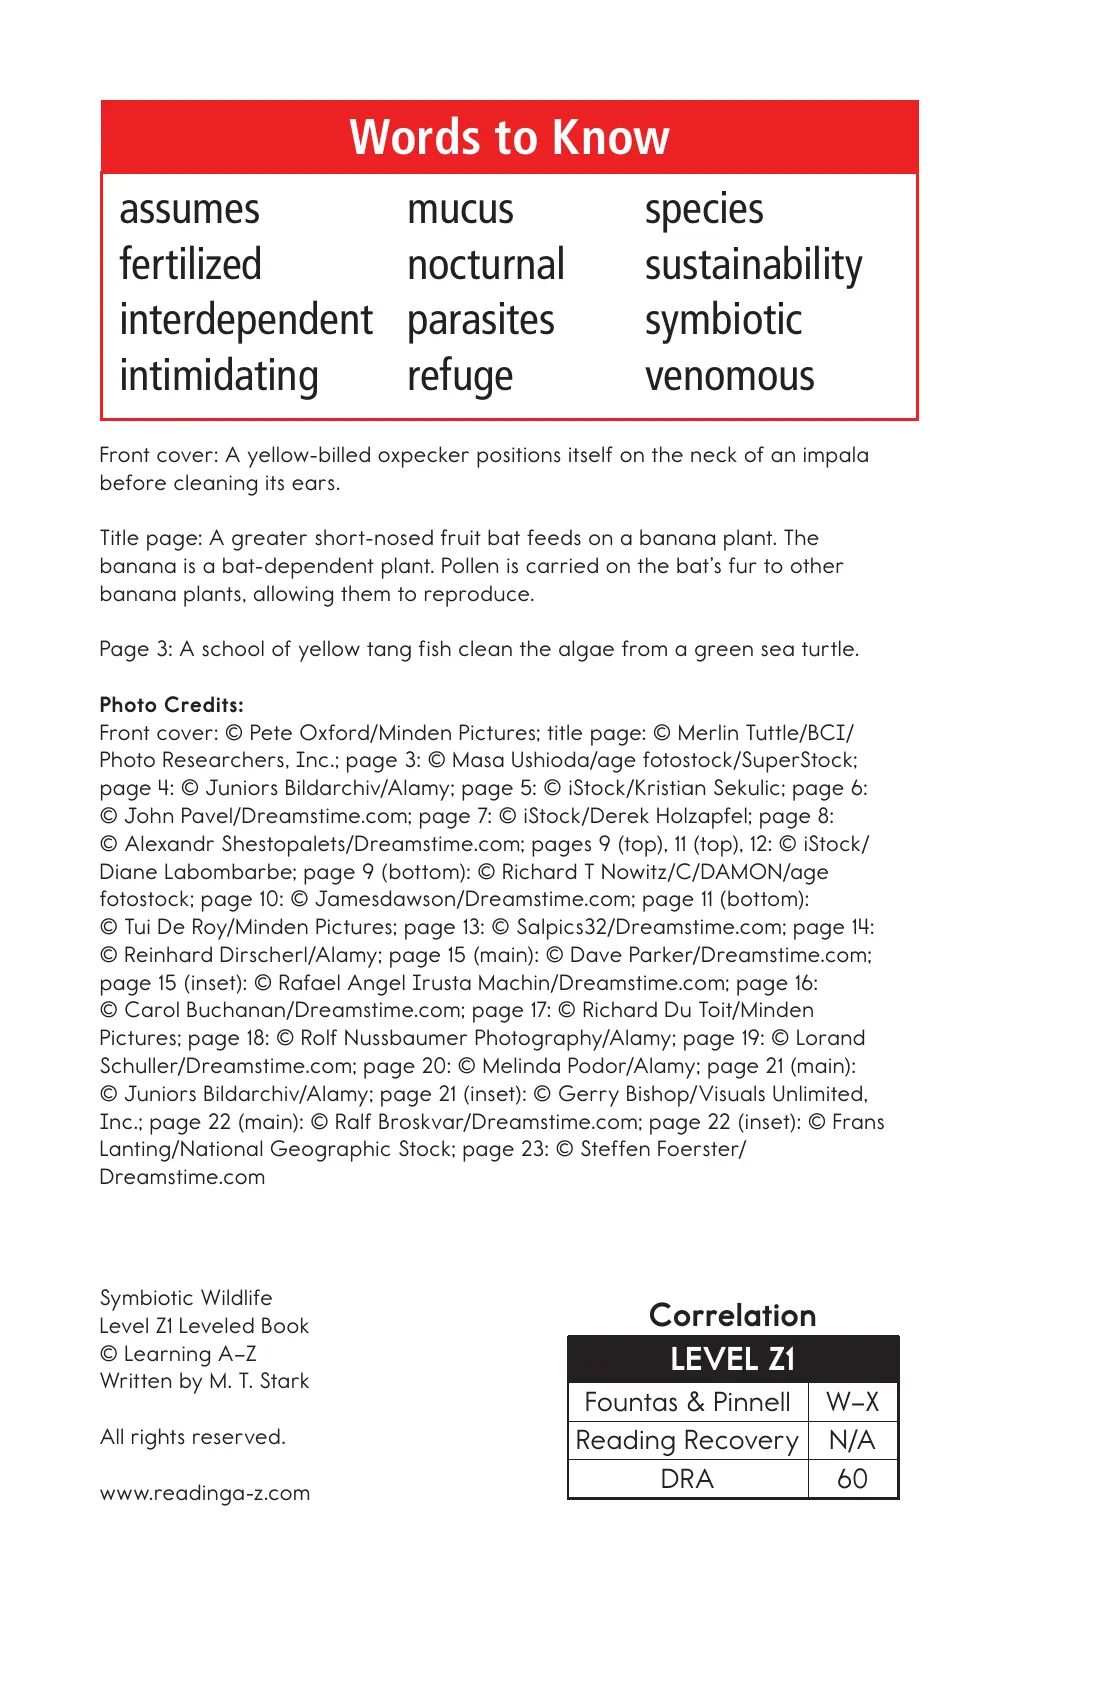 Words to Know
assumes
fertilized
interdependent
intimidating
mucus
nocturnal
parasites
refuge
species
sustainability
symbiotic
venomous
Front cover: A yellow-billed oxpecker positions itself on the neck of an impala
before cleaning its ears.
Title page: A greater short-nosed fruit bat feeds on a banana plant. The
banana is a bat-dependent plant. Pollen is carried on the bat's fur to other
banana plants, allowing them to reproduce.
Page 3: A school of yellow tang fish clean the algae from a green sea turtle.
Photo Credits:
Front cover: © Pete Oxford/Minden Pictures; title page: © Merlin Tuttle/BCI/
Photo Researchers, Inc.; page 3: © Masa Ushioda/age fotostock/SuperStock;
page 4: © Juniors Bildarchiv/Alamy; page 5: © iStock/Kristian Sekulic; page 6:
© John Pavel/Dreamstime.com; page 7: © iStock/Derek Holzapfel; page 8:
© Alexandr Shestopalets/Dreamstime.com; pages 9 (top), 11 (top), 12: © iStock/
Diane Labombarbe; page 9 (bottom): © Richard T Nowitz/C/DAMON/age
fotostock; page 10: © Jamesdawson/Dreamstime.com; page 11 (bottom):
© Tui De Roy/Minden Pictures; page 13: © Salpics32/Dreamstime.com; page 14:
© Reinhard Dirscherl/Alamy; page 15 (main): © Dave Parker/Dreamstime.com;
page 15 (inset): © Rafael Angel Irusta Machin/Dreamstime.com; page 16:
© Carol Buchanan/Dreamstime.com; page 17: © Richard Du Toit/Minden
Pictures; page 18: © Rolf Nussbaumer Photography/Alamy; page 19: © Lorand
Schuller/Dreamstime.com; page 20: © Melinda Podor/Alamy; page 21 (main):
© Juniors Bildarchiv/Alamy; page 21 (inset): © Gerry Bishop/Visuals Unlimited,
Inc.; page 22 (main): © Ralf Broskvar/Dreamstime.com; page 22 (inset): © Frans
Lanting/National Geographic Stock; page 23: © Steffen Foerster/
Dreamstime.com
Symbiotic Wildlife
Level Z1 Leveled Book
© Learning A–Z
Written by M. T. Stark
All rights reserved.
www.readinga-z.com
Correlation
LEVEL Z1
Fountas & Pinnell W–X
Reading Recovery N/A
DRA 60